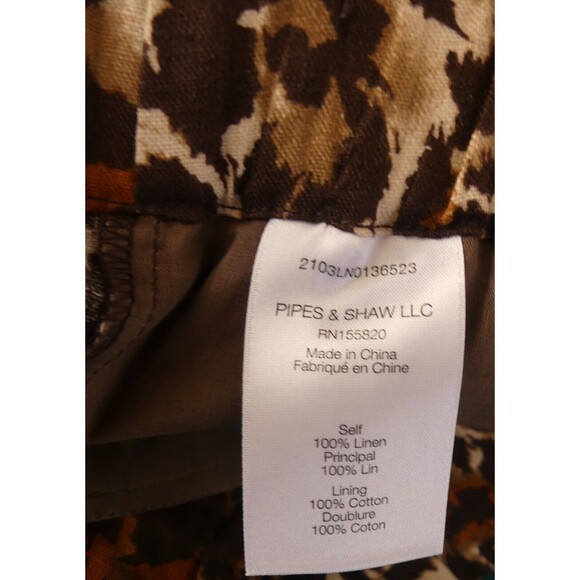 2103LN0136523
PIPES & SHAW LLC
RN155820
Made in China
Fabriqué en Chine
Self
100% Linen
Principal
100% Lin
Lining
100% Cotton
Doublure
100% Coton